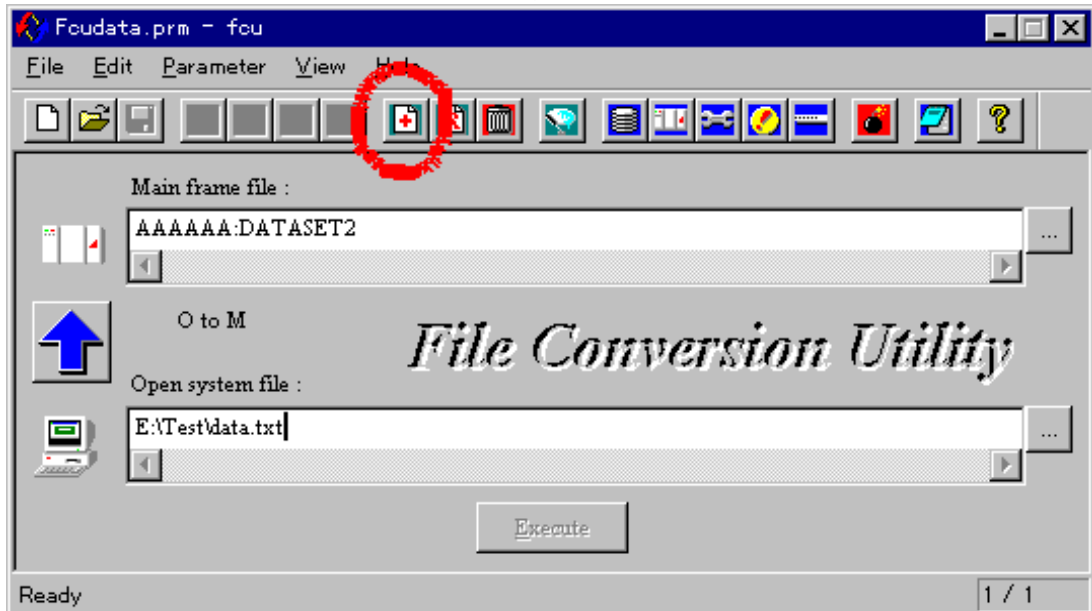 Fcudata.prm - fcu
File Edit Parameter View Help
Main frame file :
AAAAAA:DATASET2
...
O to M
File Conversion Utility
Open system file :
E:\Test\data.txt
...
Execute
Ready
1 / 1